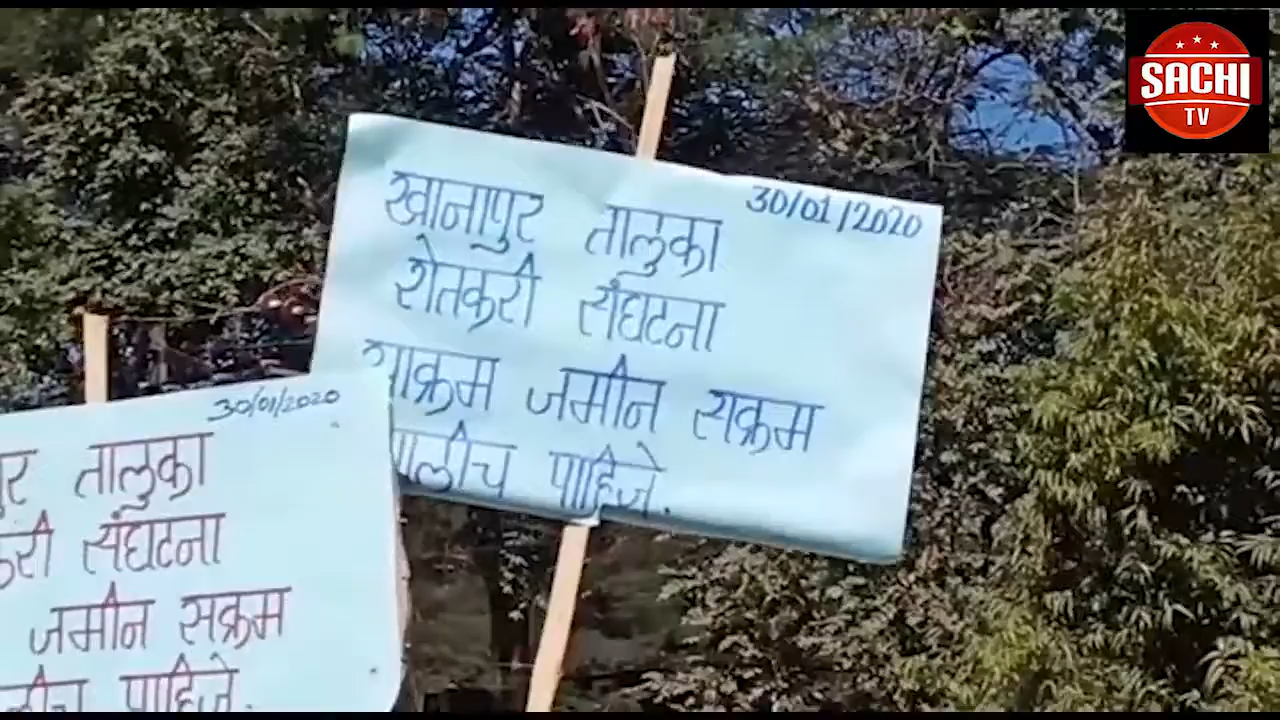 SACHI
TV
30/01/2020
खानापुर तालुका
शेतकरी संघटना
जमीन सक्रम
पाहिजे.
30/01/2020
तालुका
संघटना
जमीन सक्रम
पाहिजे.